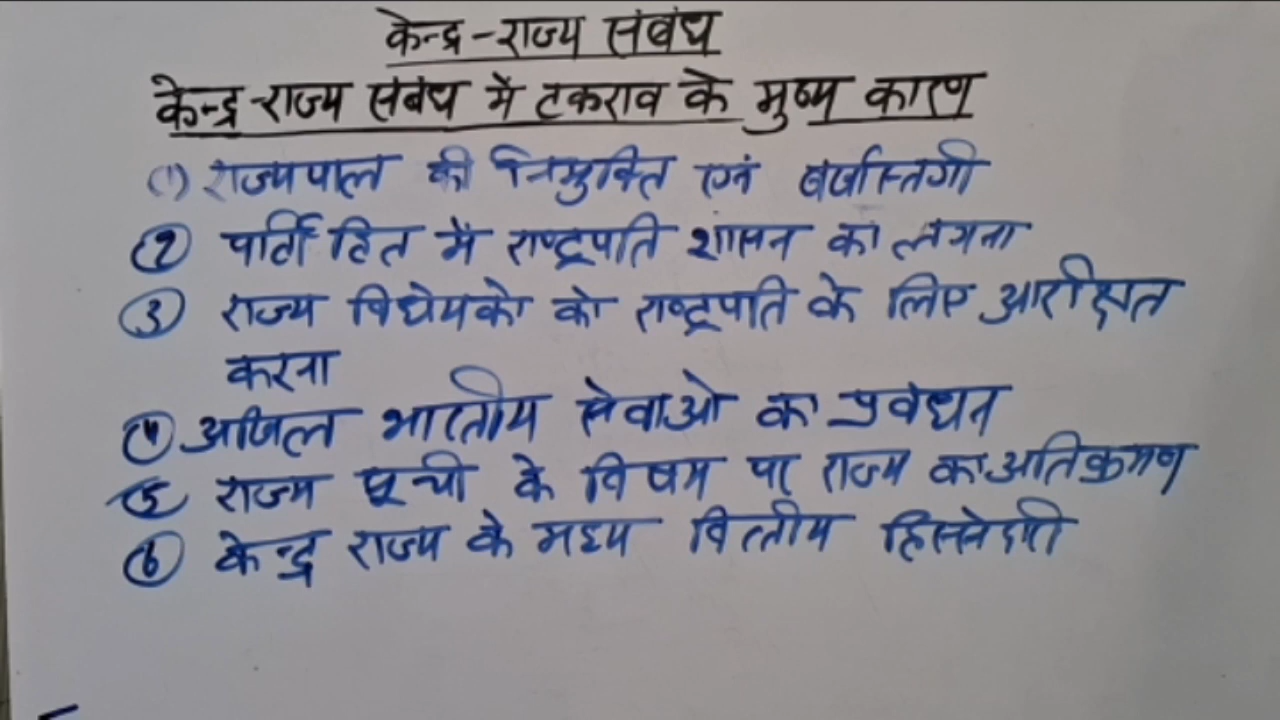 केन्द्र-राज्य संबंध
केन्द्र-राज्य संबंध में टकराव के मुख्य कारण
(1) राज्यपाल की नियुक्ति एवं बर्खास्तगी
(2) पार्टी हित में राष्ट्रपति शासन का लगना
(3) राज्य विधेयको को राष्ट्रपति के लिए आरक्षित
करना
(4) अखिल भारतीय सेवाओ का प्रबंधन
(5) राज्य सूची के विषय पर राज्य का अतिक्रमण
(6) केन्द्र राज्य के मध्य वित्तीय हिस्सेदारी